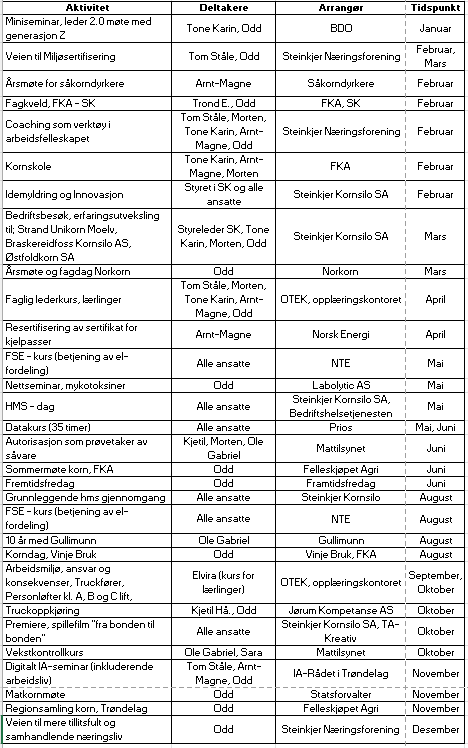 Aktivitet Deltakere Arrangør Tidspunkt
Miniseminar, leder 2.0 møte med
generasjon Z
Tone Karin, Odd
BDO
Januar
Veien til Miljøsertifisering
Tom Ståle, Odd
Steinkjer Næringsforening
Februar,
Mars
Årsmøte for såkorndyrkere
Arnt-Magne
Såkorndyrkere
Februar
Fagkveld, FKA - SK
Trond E., Odd
FKA, SK
Februar
Coaching som verktøy i
arbeidsfelleskapet
Tom Ståle, Morten,
Tone Karin, Arnt-
Magne, Odd
Steinkjer Næringsforening
Februar
Kornskole
Tone Karin, Arnt-
Magne, Morten
FKA
Februar
Idemyldring og Innovasjon
Styret i SK og alle
ansatte
Steinkjer Kornsilo SA
Februar
Bedriftsbesøk, erfaringsutveksling
til; Strand Unikorn Moelv,
Braskereidfoss Kornsilo AS,
Østfoldkorn SA
Styreleder SK, Tone
Karin, Morten, Odd
Steinkjer Kornsilo SA
Mars
Årsmøte og fagdag Norkorn
Odd
Norkorn
Mars
Faglig lederkurs, lærlinger
Tom Ståle, Morten,
Tone Karin, Arnt-
Magne, Odd
OTEK, opplæringskontoret
April
Resertifisering av sertifikat for
kjelpasser
Arnt-Magne
Norsk Energi
April
FSE - kurs (betjening av el-
fordeling)
Alle ansatte
NTE
Mai
Nettseminar, mykotoksiner
Odd
Labolytic AS
Mai
HMS - dag
Alle ansatte
Steinkjer Kornsilo SA,
Bedriftshelsetjenesten
Mai
Datakurs (35 timer)
Alle ansatte
Prios
Mai, Juni
Autorisasjon som prøvetaker av
såvare
Kjetil, Morten, Ole
Gabriel
Mattilsynet
Juni
Sommermøte korn, FKA
Odd
Felleskjøpet Agri
Juni
Fremtidsfredag
Odd
Framtidsfredag
Juni
Grunnleggende hms gjennomgang
Alle ansatte
Steinkjer Kornsilo
August
FSE - kurs (betjening av el-
fordeling)
Alle ansatte
NTE
August
10 år med Gullimunn
Ole Gabriel
Gullimunn
August
Korndag, Vinje Bruk
Odd
Vinje Bruk, FKA
August
Arbeidsmiljø, ansvar og
konsekvenser, Truckfører,
Personløfter kl. A, B og C lift,
Elvira (kurs for
lærlinger)
OTEK, opplæringskontoret
September,
Oktober
Truckoppkjøring
Kjetil Hå., Odd
Jørum Kompetanse AS
Oktober
Premiere, spillefilm "fra bonden til
bonden"
Alle ansatte
Steinkjer Kornsilo SA, TA-
Kreativ
Oktober
Vekstkontrollkurs
Ole Gabriel, Sara
Mattilsynet
Oktober
Digitalt IA-seminar (inkluderende
arbeidsliv)
Tom Ståle, Arnt-
Magne, Odd
IA-Rådet i Trøndelag
November
Matkornmøte
Odd
Statsforvalter
November
Regionsamling korn, Trøndelag
Odd
Felleskjøpet Agri
November
Veien til mere tillitsfult og
samhandlende næringsliv
Odd
Steinkjer Næringsforening
Desember